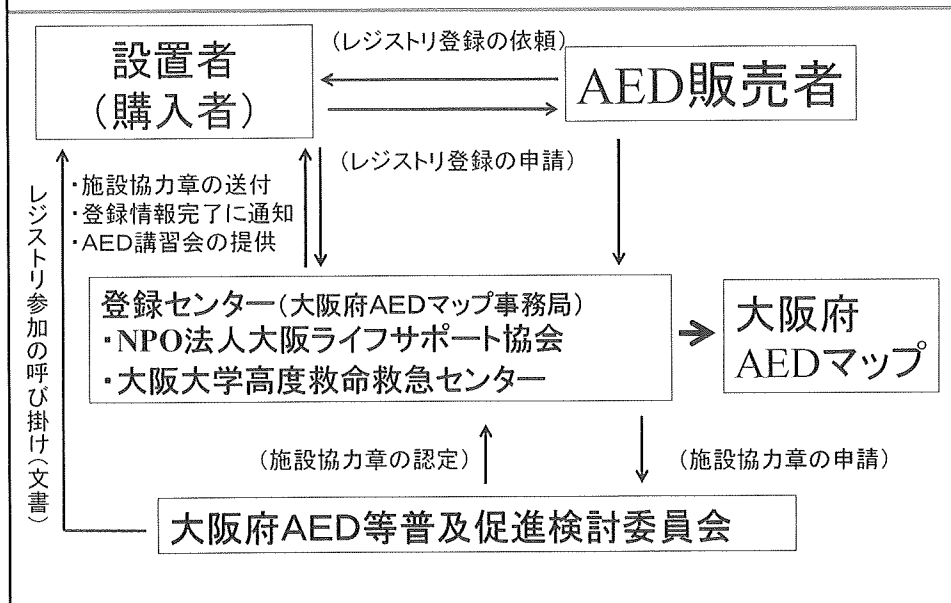 設置者
（購入者）
(レジストリ登録の依頼)
AED販売者
(レジストリ登録の申請)
レジストリ参加の呼び掛け(文書)
・施設協力章の送付
・登録情報完了に通知
・AED講習会の提供
登録センター(大阪府AEDマップ事務局)
・NPO法人大阪ライフサポート協会
・大阪大学高度救命救急センター
大阪府
AEDマップ
(施設協力章の認定)
(施設協力章の申請)
大阪府AED等普及促進検討委員会